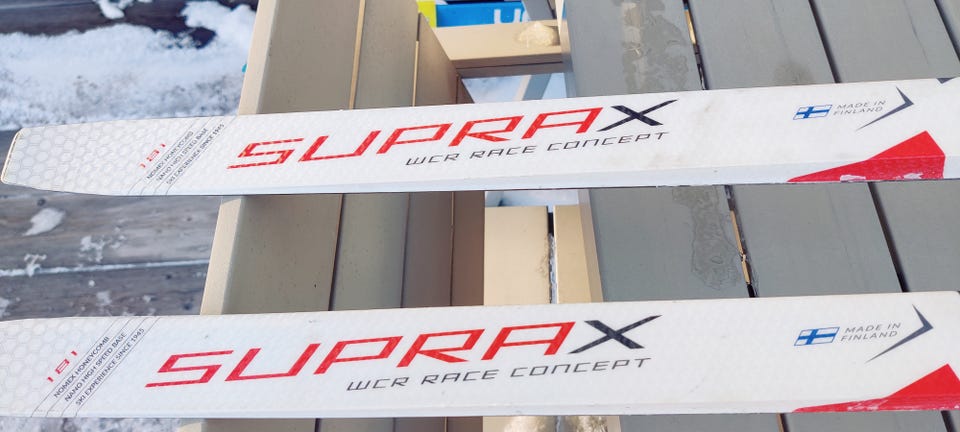 181
NOMEX HONEYCOMB
NANO HIGH SPEED BASE
SKI EXPERIENCE SINCE 1945
SUPRAX
WCR RACE CONCEPT
MADE IN
FINLAND
181
NOMEX HONEYCOMB
NANO HIGH SPEED BASE
SKI EXPERIENCE SINCE 1945
SUPRAX
WCR RACE CONCEPT
MADE IN
FINLAND